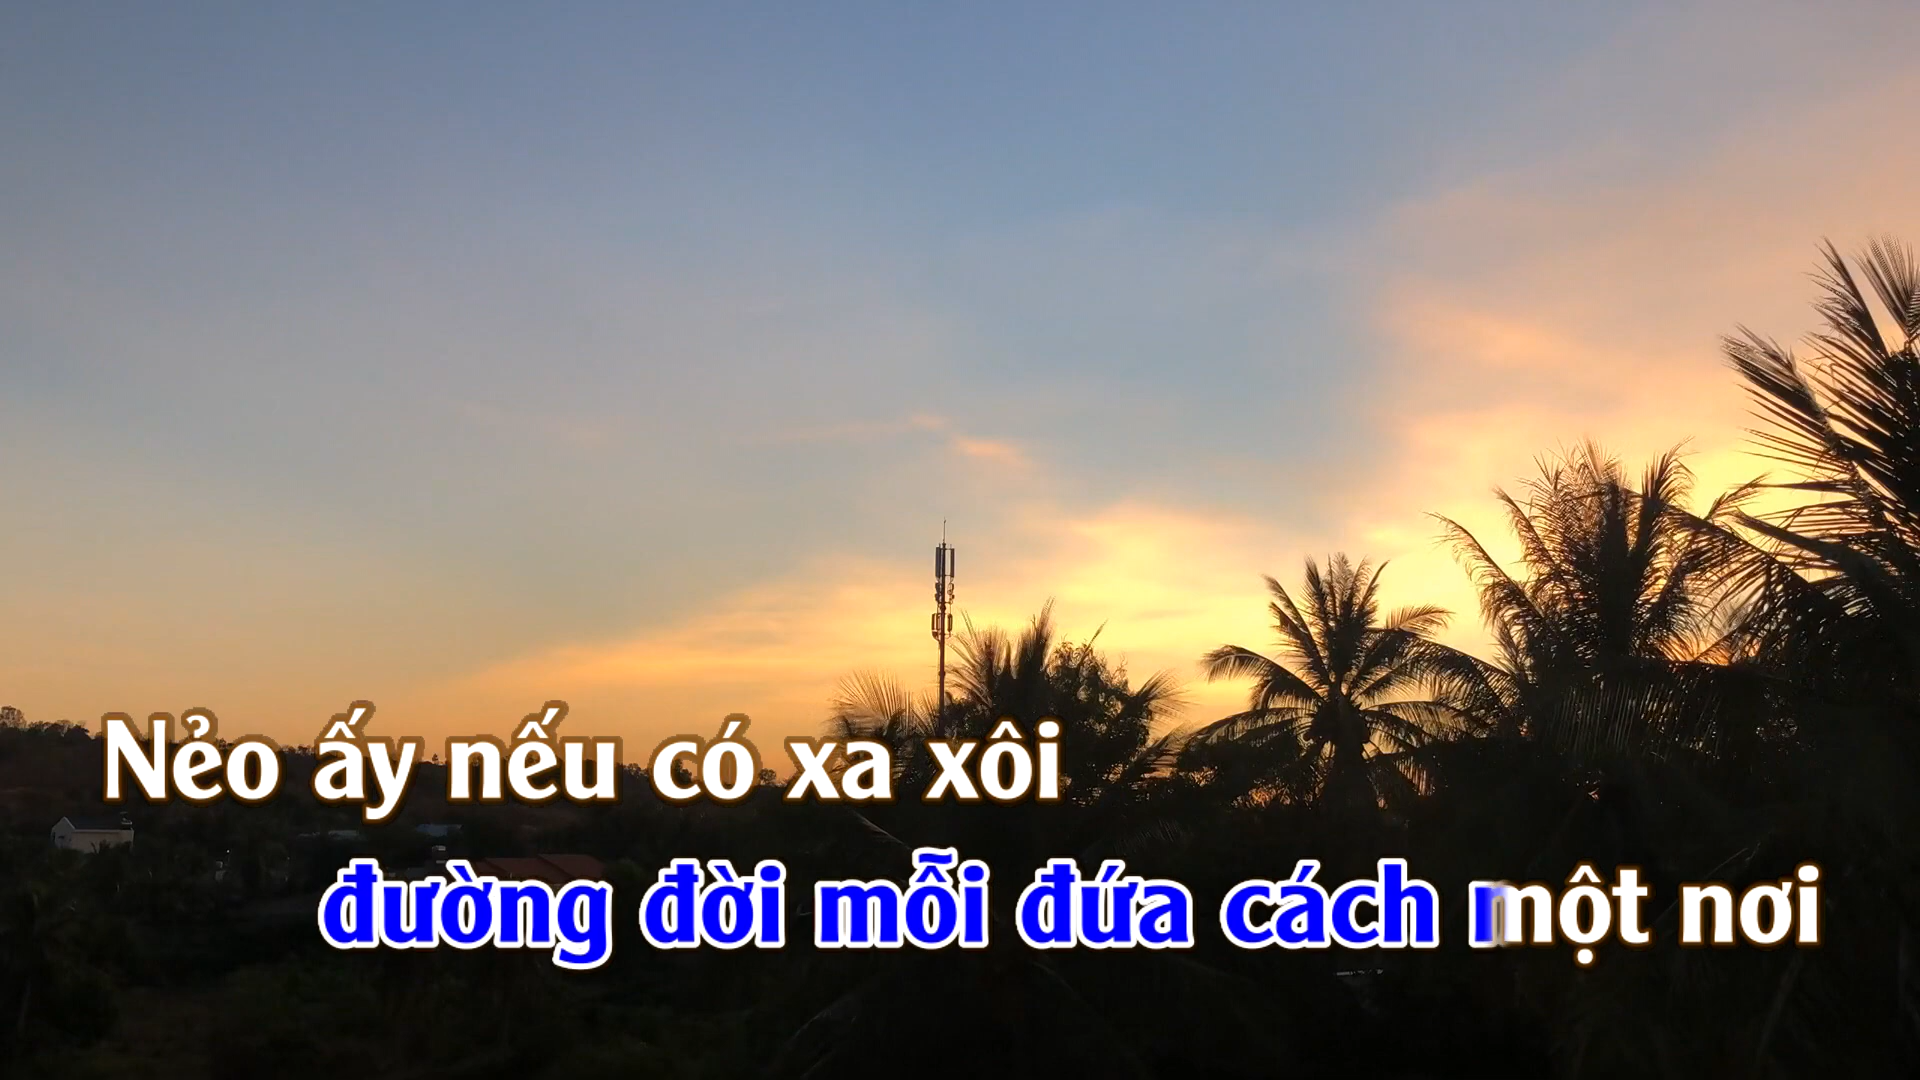 Nẻo ấy nếu có xa xôi
đường đời mỗi đứa cách một nơi